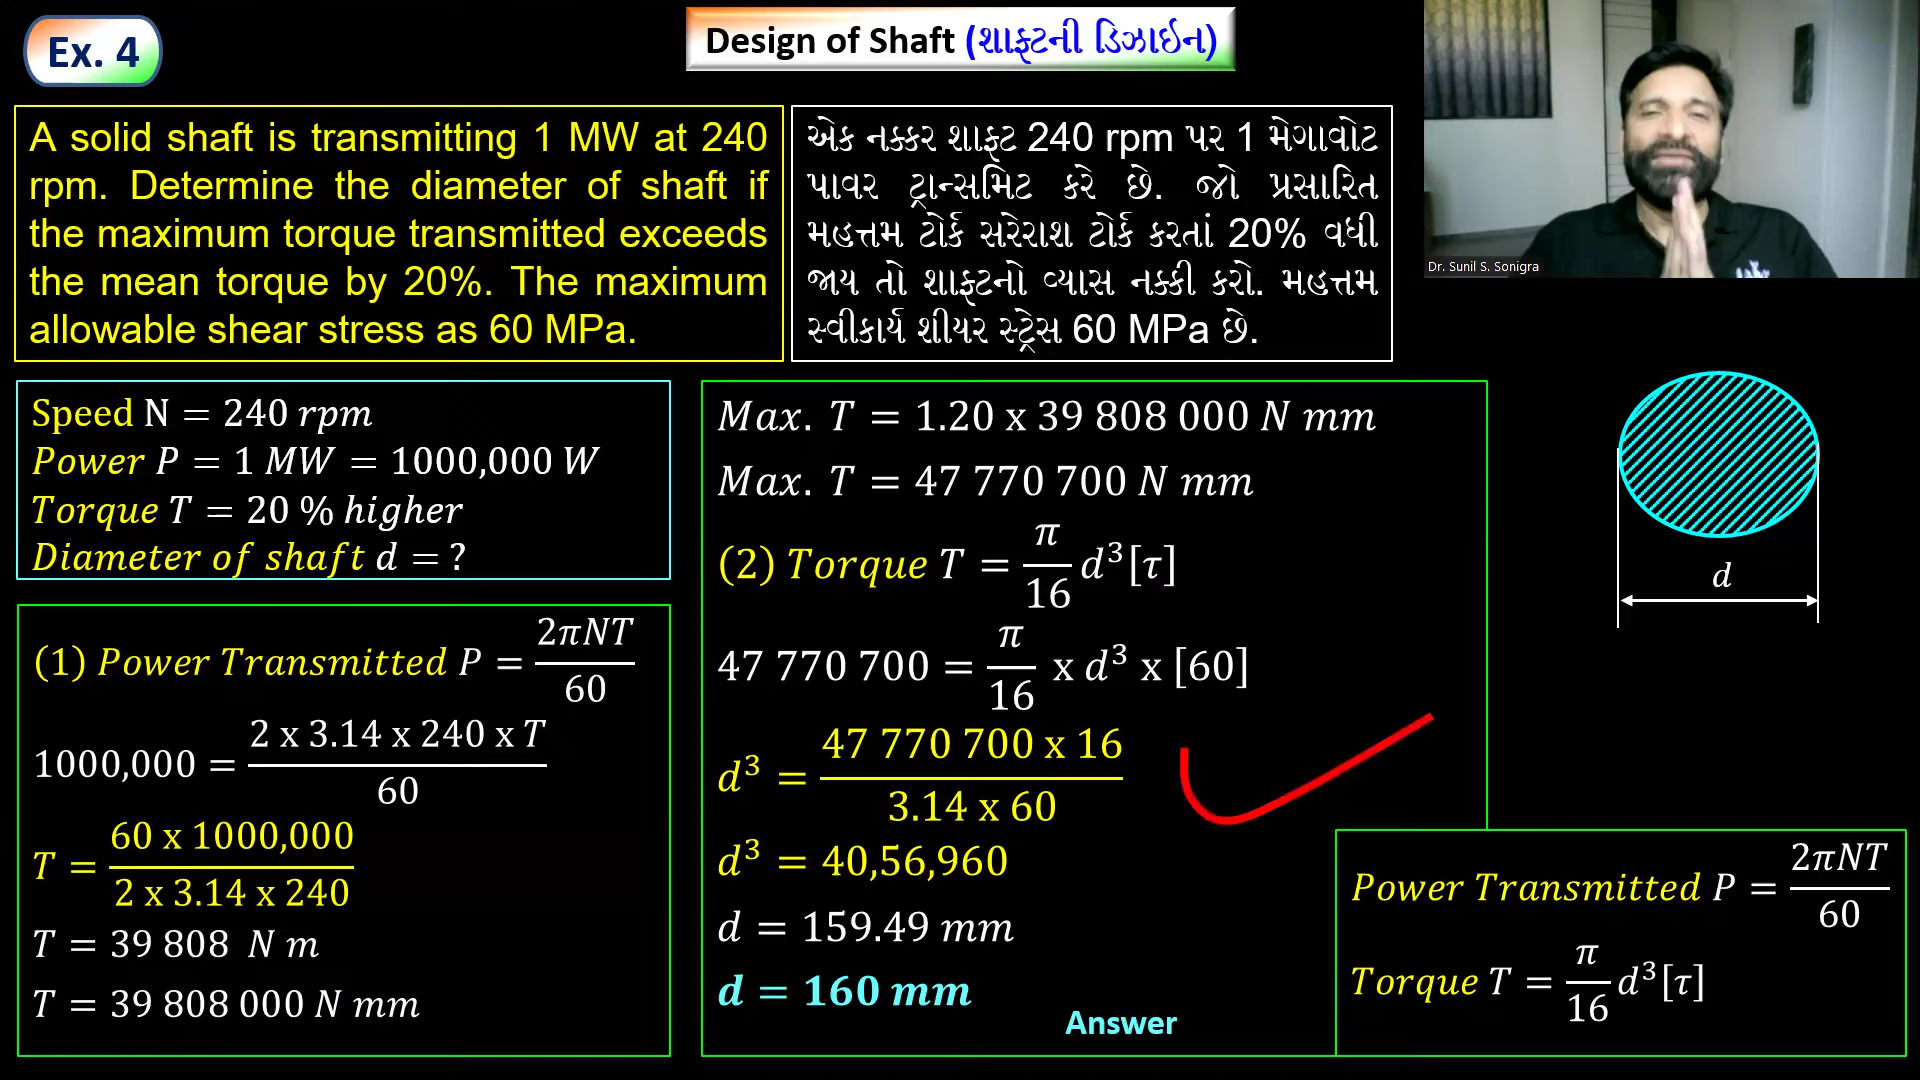 Ex. 4
Design of Shaft (શાફ્ટની ડિઝાઈન)
A solid shaft is transmitting 1 MW at 240
rpm. Determine the diameter of shaft if
the maximum torque transmitted exceeds
the mean torque by 20%. The maximum
allowable shear stress as 60 MPa.
એક નક્કર શાફ્ટ 240 rpm પર 1 મેગાવોટ
પાવર ટ્રાન્સમિટ કરે છે. જો પ્રસારિત
મહત્તમ ટોર્ક સરેરાશ ટોર્ક કરતાં 20% વધી
જાય તો શાફ્ટનો વ્યાસ નક્કી કરો. મહત્તમ
સ્વીકાર્ય શીયર સ્ટ્રેસ 60 MPa છે.
Dr. Sunil S. Sonigra
Speed N = 240 rpm
Power P = 1 MW = 1000,000 W
Torque T = 20 % higher
Diameter of shaft d = ?
(1) Power Transmitted P = 2πNT/60
1000,000 = 2 x 3.14 x 240 x T/60
T = 60 x 1000,000/2 x 3.14 x 240
T = 39 808 N m
T = 39 808 000 N mm
Max. T = 1.20 x 39 808 000 N mm
Max. T = 47 770 700 N mm
(2) Torque T = π/16 d³[τ]
47 770 700 = π/16 x d³ x [60]
d³ = 47 770 700 x 16/3.14 x 60
d³ = 40,56,960
d = 159.49 mm
d = 160 mm
Answer
d
Power Transmitted P = 2πNT/60
Torque T = π/16 d³[τ]